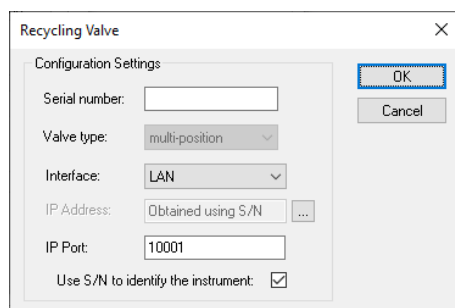 Recycling Valve
Configuration Settings
OK
Serial number:
Cancel
Valve type: multi-position
Interface: LAN
IP Address: Obtained using S/N ...
IP Port: 10001
Use S/N to identify the instrument: